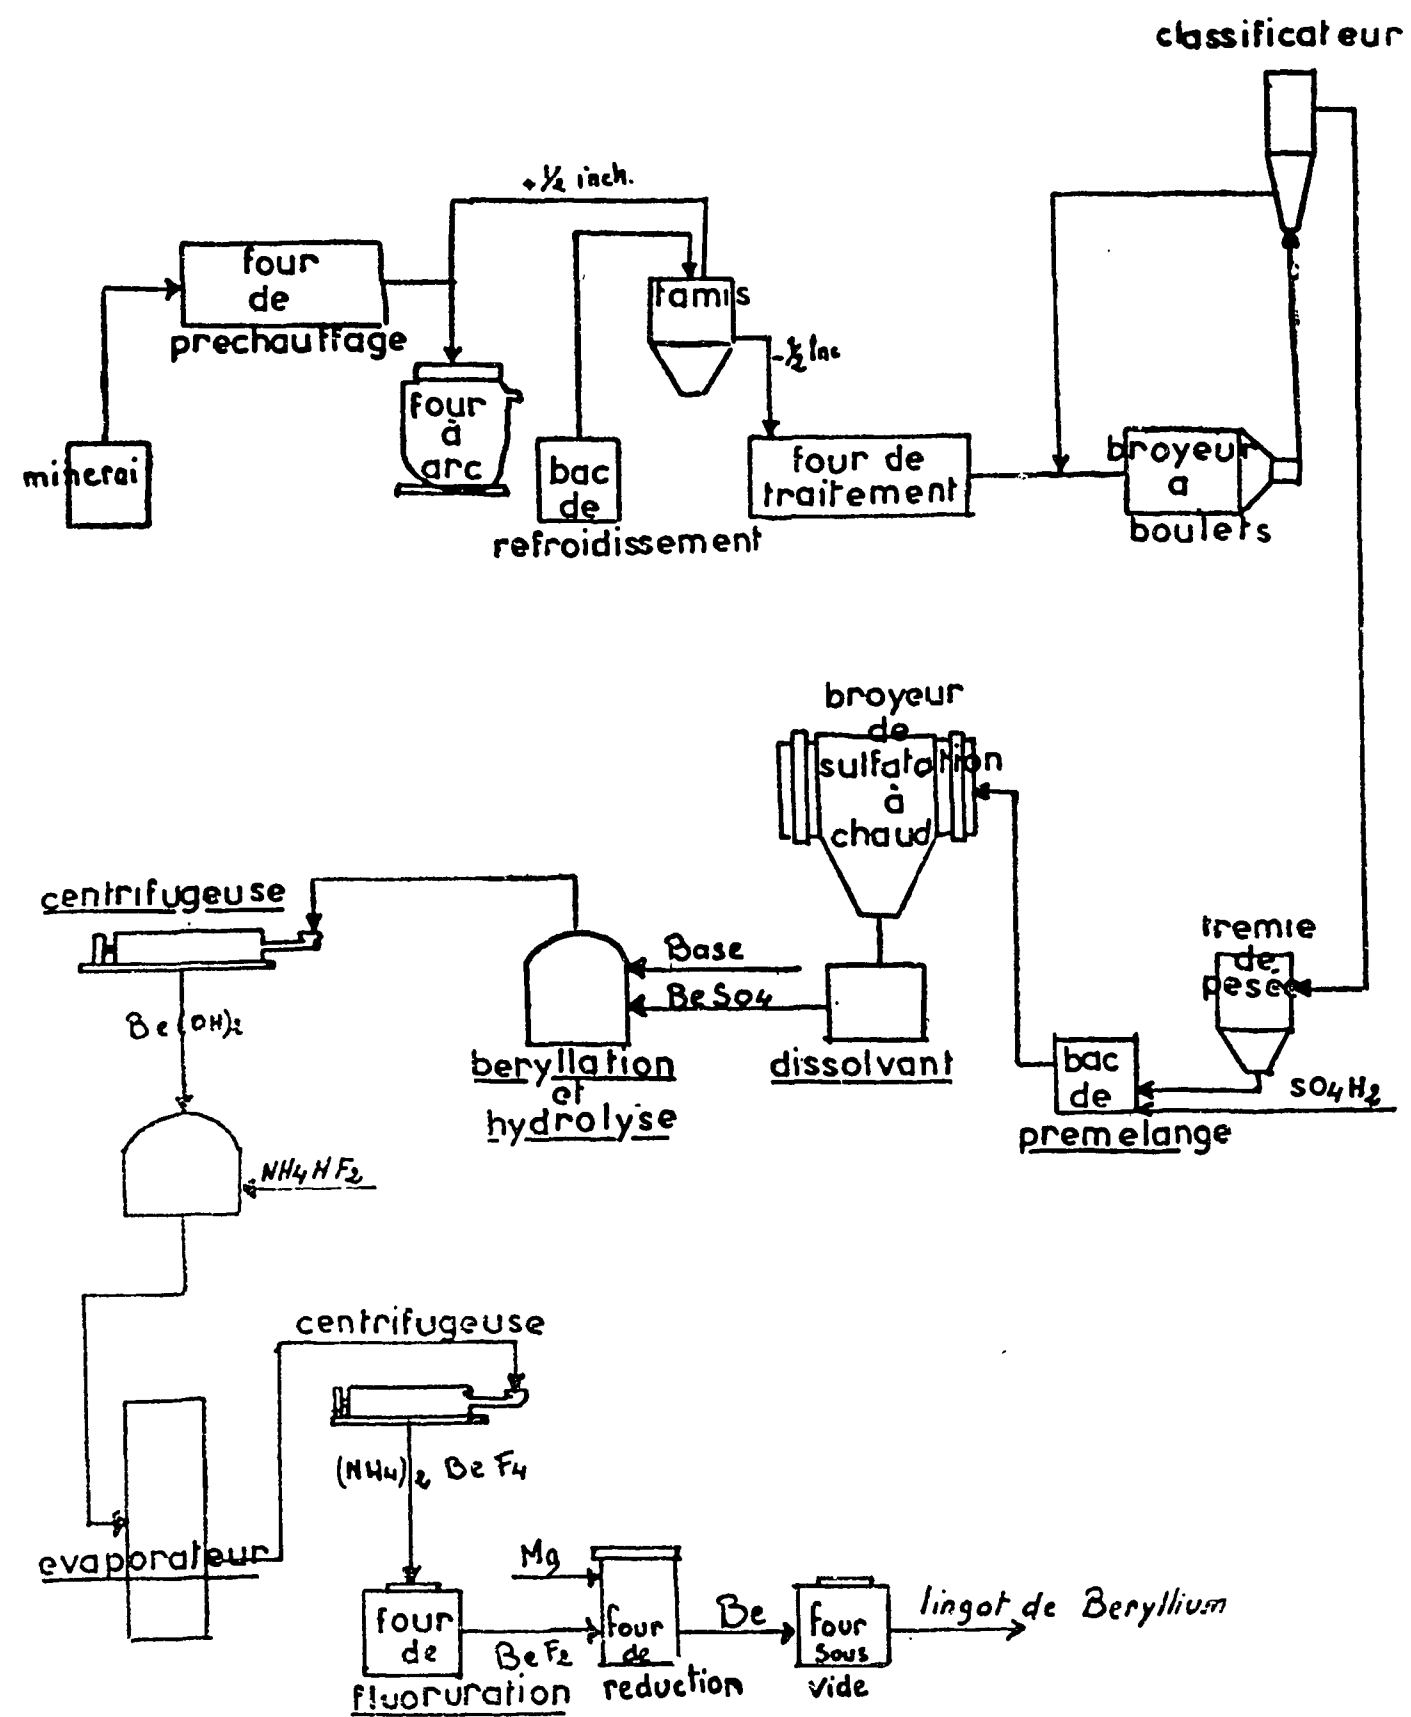 classificateur
+ 1/2 inch.
four
de
prechauffage
tamis
- 1/2 Inc
four
à
arc
minerai
bac
de
refroidissement
four de
traitement
broyeur
a
boulets
broyeur
de
sulfatation
à
chaud
centrifugeuse
tremie
de
pesée
Base
BeSO4
Be(OH)2
beryllation
et
hydrolyse
dissolvant
bac
de
premelange
SO4H2
NH4HF2
centrifugeuse
(NH4)2 BeF4
evaporateur
Mg
four
de
fluoruration
BeF2
four
de
reduction
Be
four
sous
vide
lingot de Beryllium